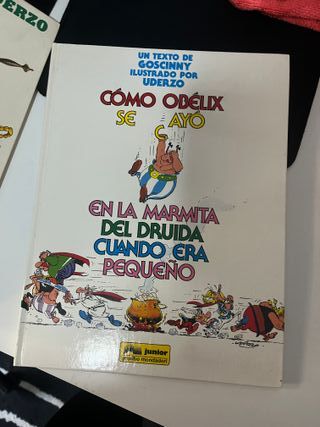 UN TEXTO DE
GOSCINNY
ILUSTRADO POR
UDERZO
CÓMO OBÉLIX
SE CAYÓ
EN LA MARMITA
DEL DRUIDA
CUANDO ERA
PEQUEÑO
junior
grijalbo mondadori
DERZO